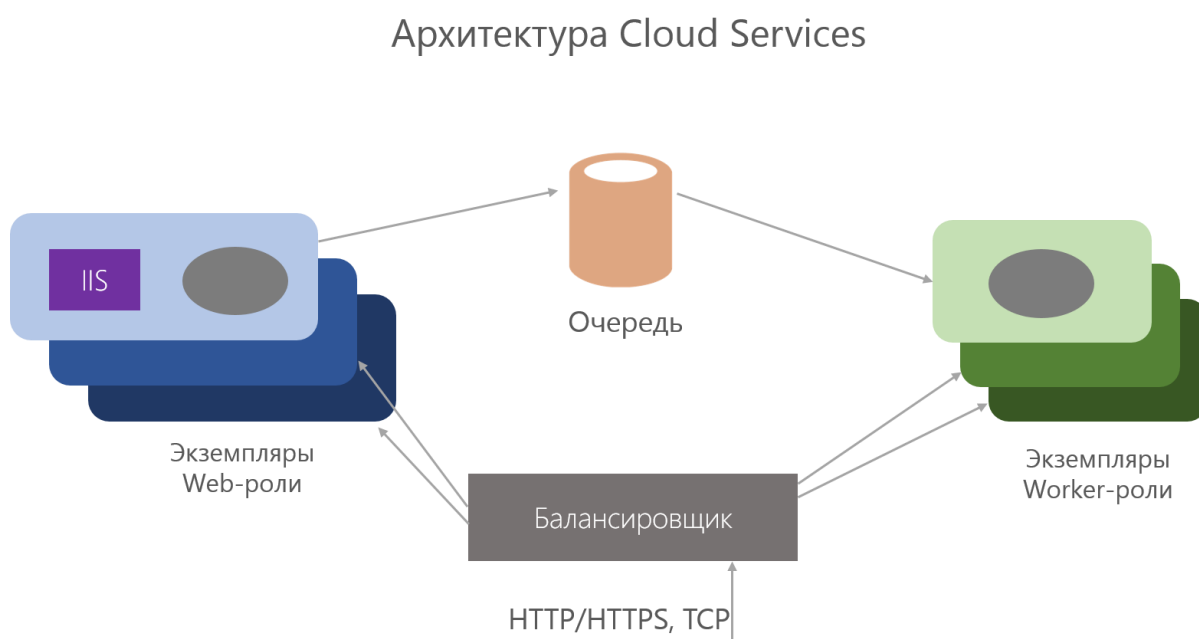 Архитектура Cloud Services
IIS
Очередь
Экземпляры
Web-роли
Экземпляры
Worker-роли
Балансировщик
HTTP/HTTPS, TCP